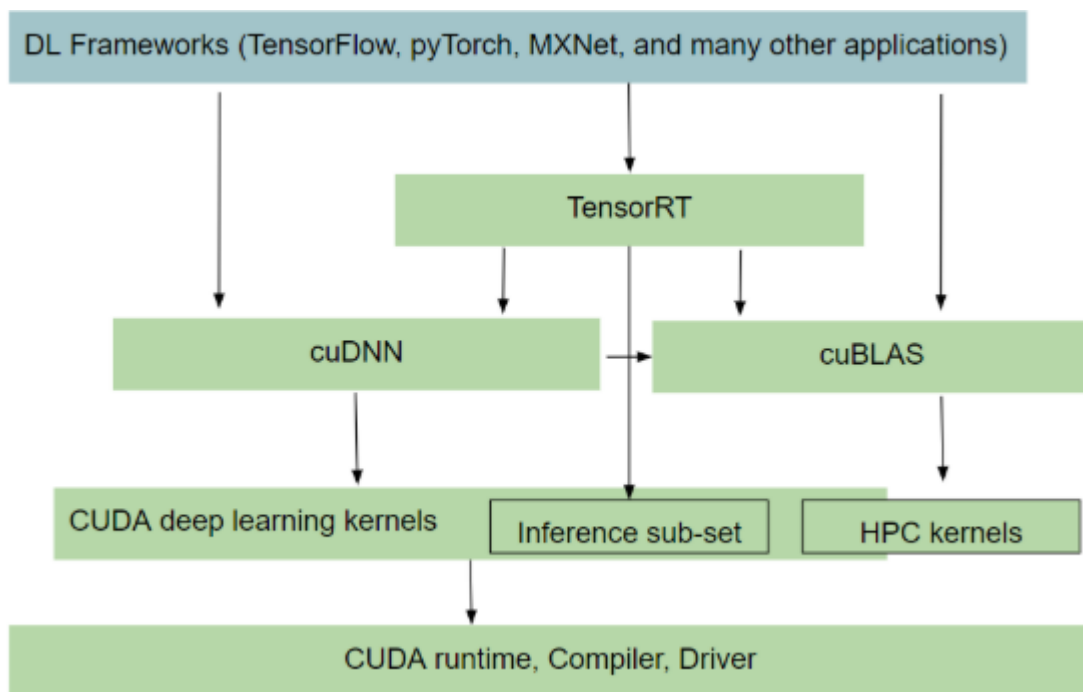 DL Frameworks (TensorFlow, pyTorch, MXNet, and many other applications)
TensorRT
cuDNN
cuBLAS
CUDA deep learning kernels
Inference sub-set
HPC kernels
CUDA runtime, Compiler, Driver